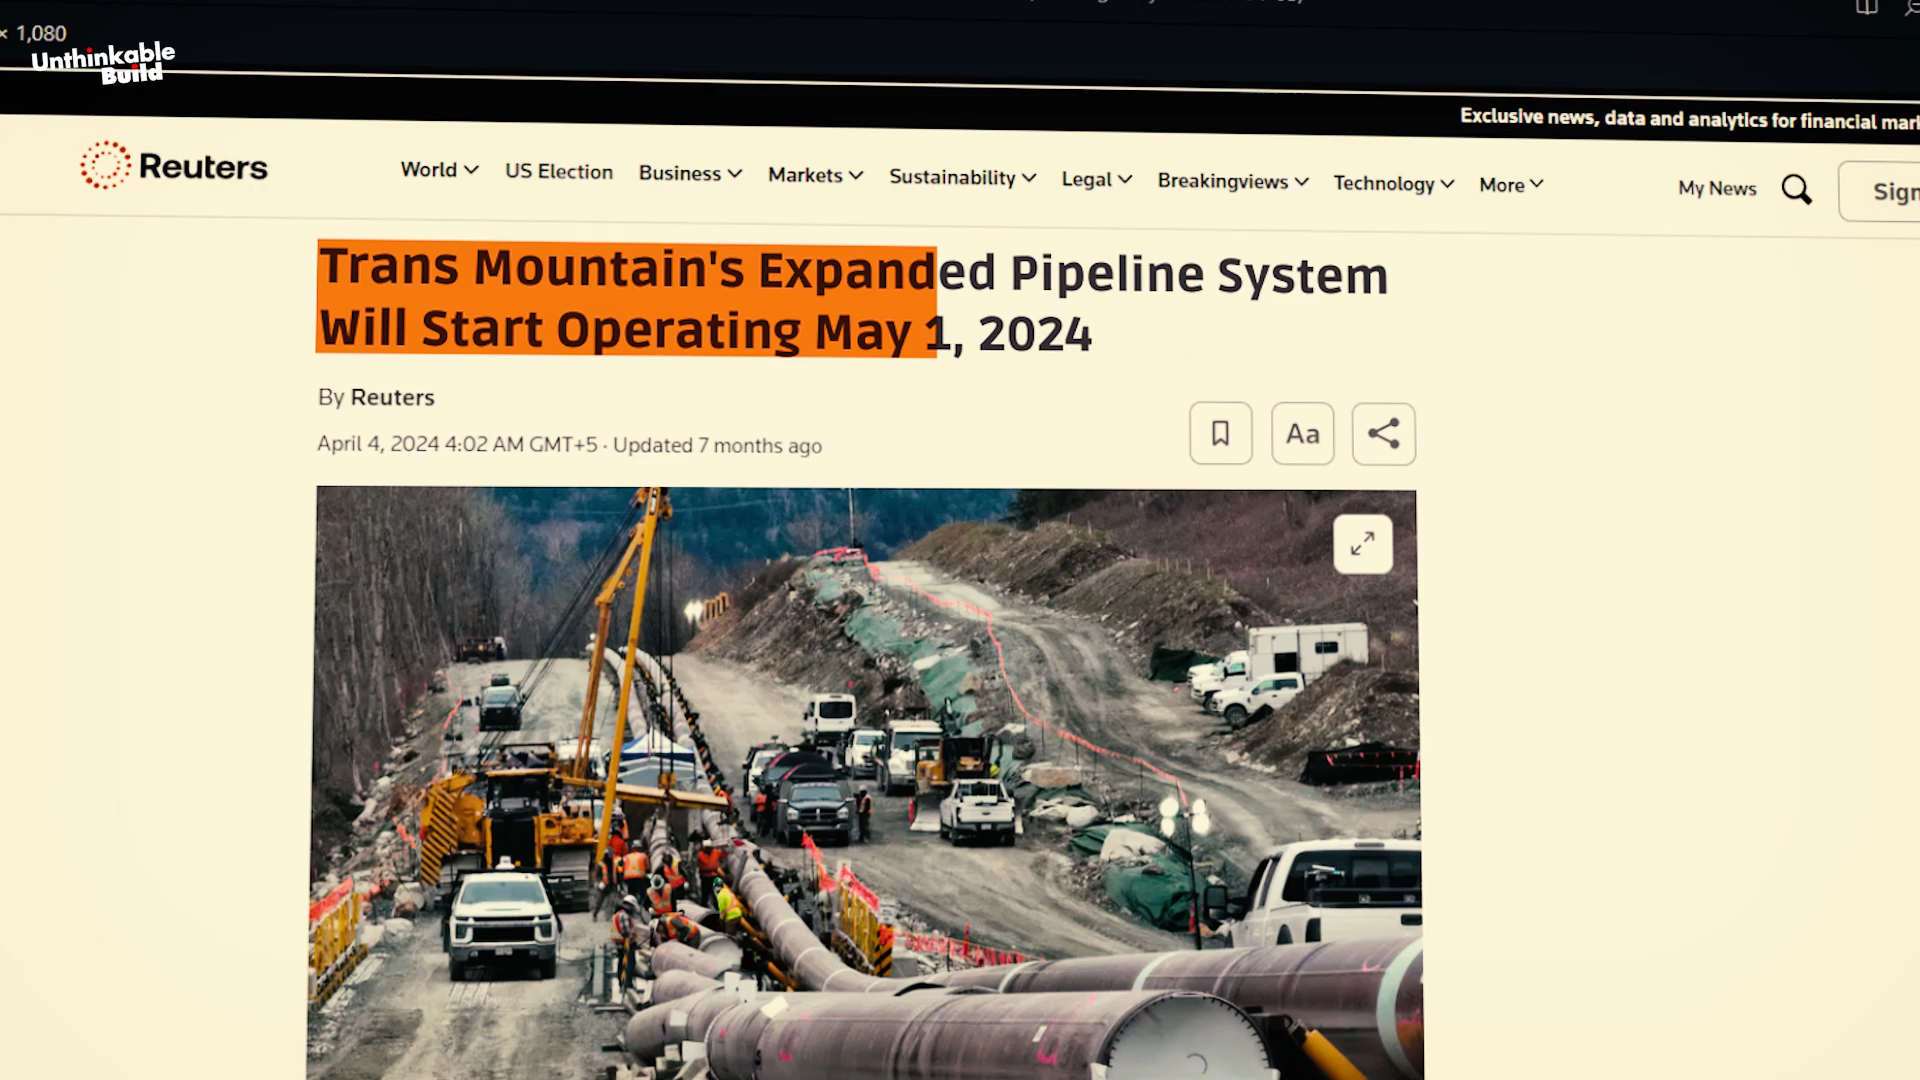 × 1,080
Unthinkable
Build
Exclusive news, data and analytics for financial mar
Reuters
World
US Election
Business
Markets
Sustainability
Legal
Breakingviews
Technology
More
My News
Sign
Trans Mountain's Expanded Pipeline System
Will Start Operating May 1, 2024
By Reuters
April 4, 2024 4:02 AM GMT+5 · Updated 7 months ago
Aa